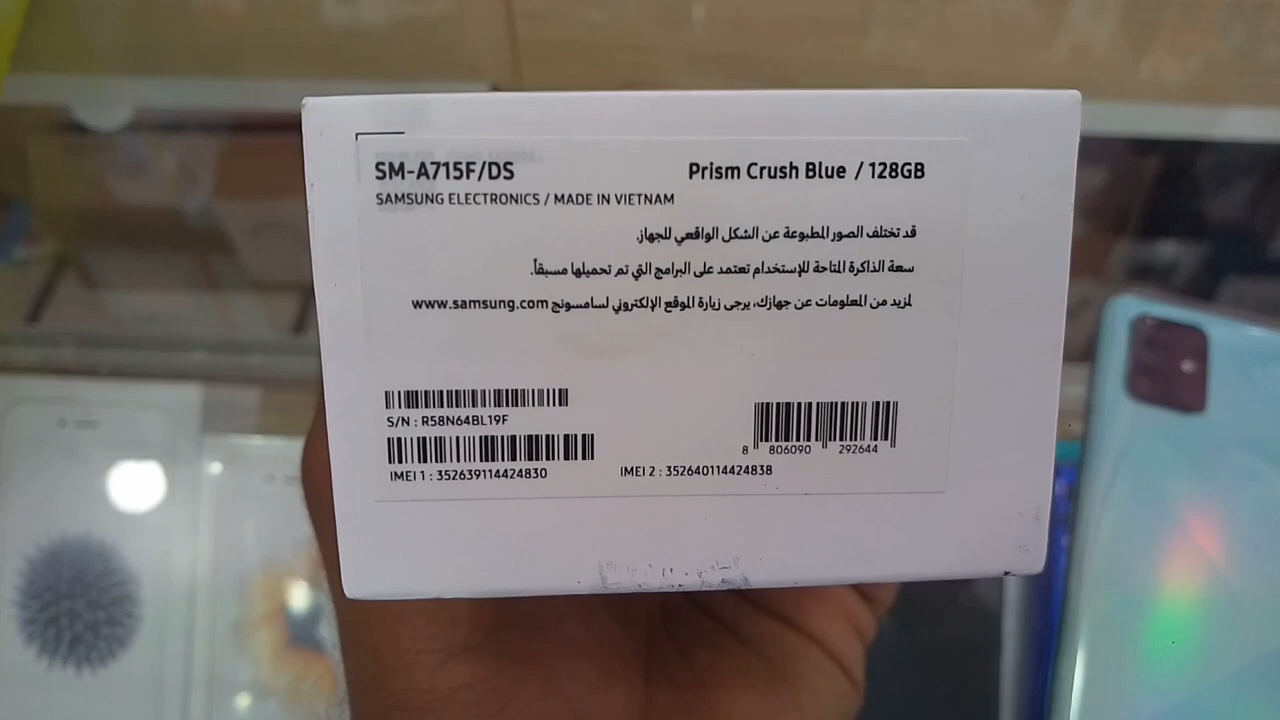 SM-A715F/DS
Prism Crush Blue / 128GB
SAMSUNG ELECTRONICS / MADE IN VIETNAM
قد تختلف الصور المطبوعة عن الشكل الواقعي للجهاز.
سعة الذاكرة المتاحة للإستخدام تعتمد على البرامج التي تم تحميلها مسبقاً.
لمزيد من المعلومات عن جهازك، يرجى زيارة الموقع الإلكتروني لسامسونج www.samsung.com
S/N : R58N64BL19F
8 806090 292644
IMEI 1 : 352639114424830
IMEI 2 : 352640114424838